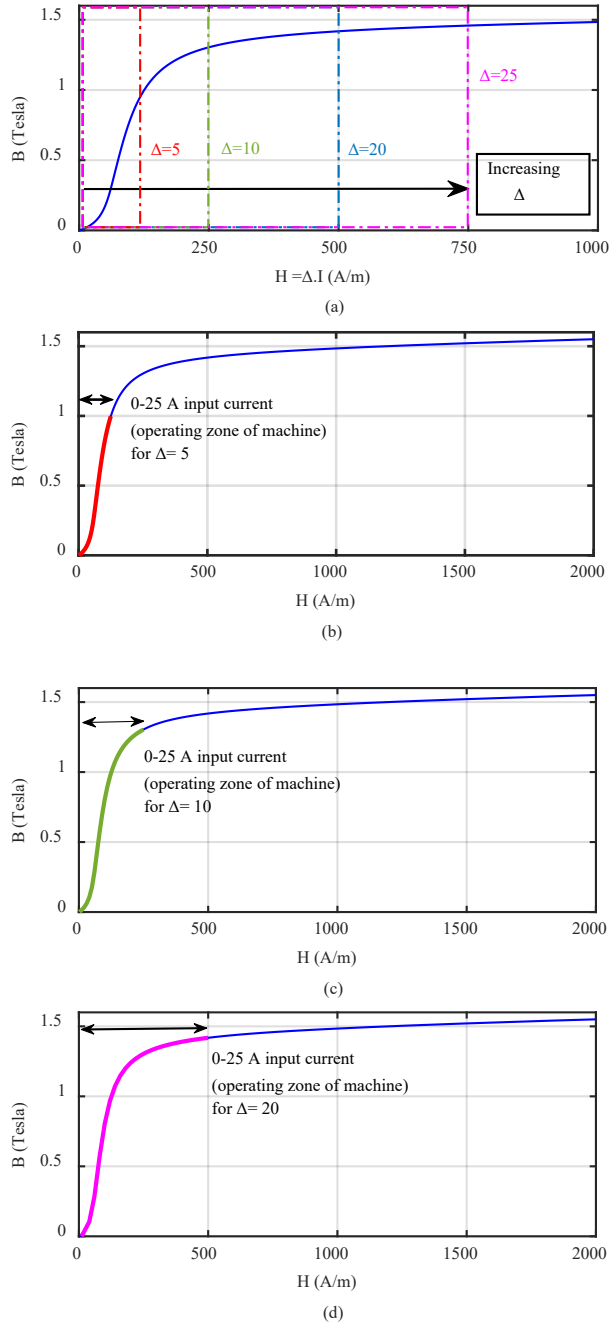 1.5
1
0.5
0
B (Tesla)
Δ=5
Δ=10
Δ=20
Δ=25
Increasing
Δ
0
250
500
750
1000
H =Δ.I (A/m)
(a)
1.5
1
0.5
0
B (Tesla)
0-25 A input current
(operating zone of machine)
for Δ= 5
0
500
1000
1500
2000
H (A/m)
(b)
1.5
1
0.5
0
B (Tesla)
0-25 A input current
(operating zone of machine)
for Δ= 10
0
500
1000
1500
2000
H (A/m)
(c)
1.5
1
0.5
0
B (Tesla)
0-25 A input current
(operating zone of machine)
for Δ= 20
0
500
1000
1500
2000
H (A/m)
(d)